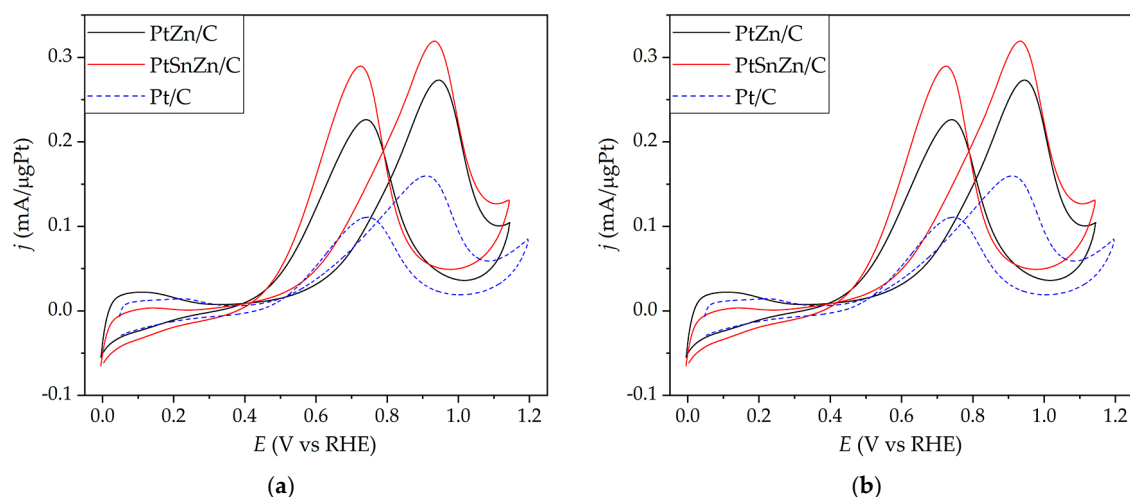 PtZn/C
PtSnZn/C
Pt/C
0.3
0.2
0.1
0.0
-0.1
j (mA/μgPt)
0.0 0.2 0.4 0.6 0.8 1.0 1.2
E (V vs RHE)
(a)
PtZn/C
PtSnZn/C
Pt/C
0.3
0.2
0.1
0.0
-0.1
j (mA/μgPt)
0.0 0.2 0.4 0.6 0.8 1.0 1.2
E (V vs RHE)
(b)